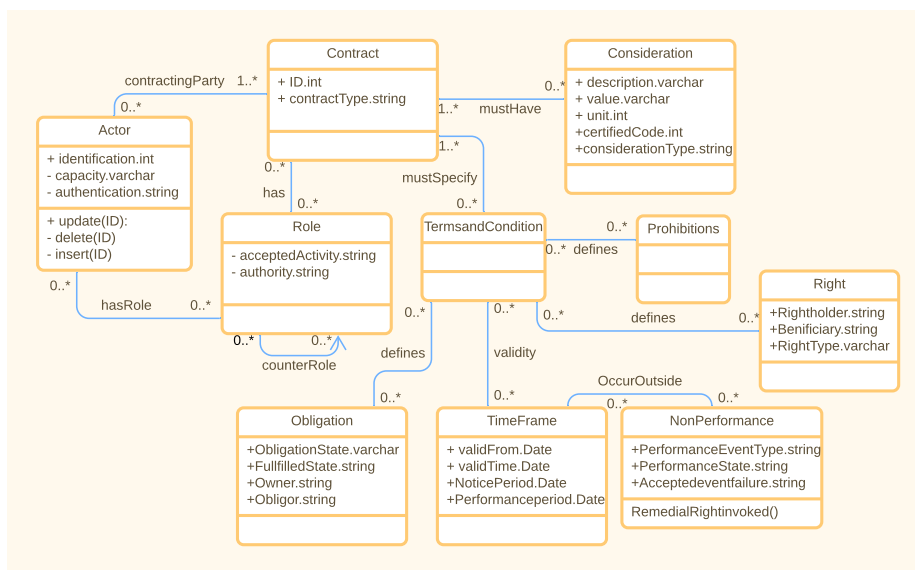 Contract
+ ID.int
+ contractType.string
Consideration
+ description.varchar
+ value.varchar
+ unit.int
+certifiedCode.int
+considerationType.string
contractingParty
1..*
0..*
0..*
1..*
mustHave
Actor
+ identification.int
- capacity.varchar
- authentication.string
+ update(ID):
- delete(ID)
- insert(ID)
1..*
mustSpecify
0..*
0..*
has
0..*
Role
- acceptedActivity.string
- authority.string
TermsandCondition
0..*
0..*
defines
Prohibitions
0..*
hasRole
0..*
0..*
0..*
counterRole
Right
+Rightholder.string
+Benificiary.string
+RightType.varchar
0..*
defines
0..*
0..*
defines
0..*
0..*
validity
0..*
OccurOutside
0..*
0..*
Obligation
+ObligationState.varchar
+FullfilledState.string
+Owner.string
+Obligor.string
TimeFrame
+ validFrom.Date
+ validTime.Date
+NoticePeriod.Date
+Performanceperiod.Date
NonPerformance
+PerformanceEventType.string
+PerformanceState.string
+Acceptedeventfailure.string
RemedialRightinvoked()